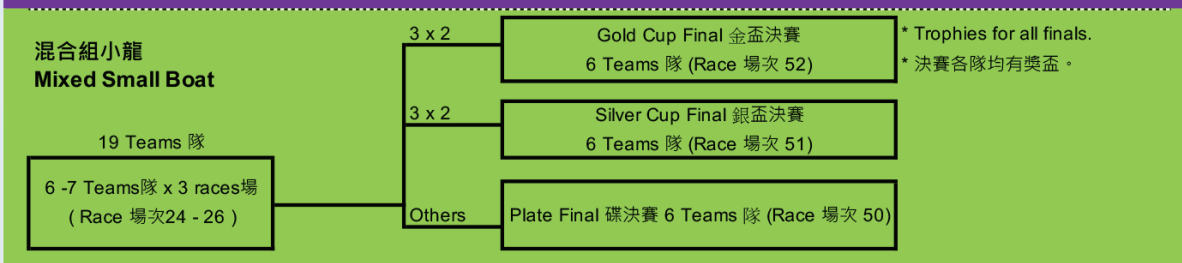 混合組小龍
Mixed Small Boat
19 Teams 隊
6 -7 Teams隊 x 3 races場
( Race 場次24 - 26 )
3 x 2
Gold Cup Final 金盃決賽
6 Teams 隊 (Race 場次 52)
3 x 2
Silver Cup Final 銀盃決賽
6 Teams 隊 (Race 場次 51)
Others
Plate Final 碟決賽 6 Teams 隊 (Race 場次 50)
* Trophies for all finals.
* 決賽各隊均有獎盃。